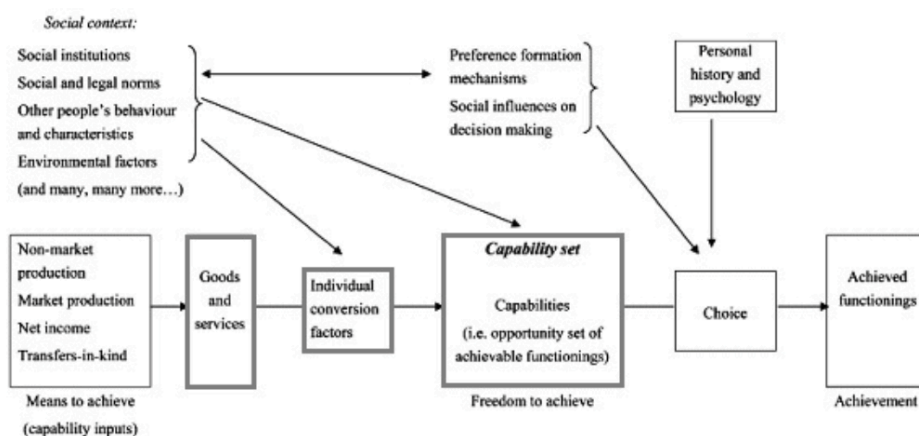 Social context:
Social institutions
Social and legal norms
Other people's behaviour
and characteristics
Environmental factors
(and many, many more…)
Preference formation
mechanisms
Social influences on
decision making
Personal
history and
psychology
Non-market
production
Market production
Net income
Transfers-in-kind
Goods
and
services
Individual
conversion
factors
Capability set
Capabilities
(i.e. opportunity set of
achievable functionings)
Choice
Achieved
functionings
Means to achieve
(capability inputs)
Freedom to achieve
Achievement